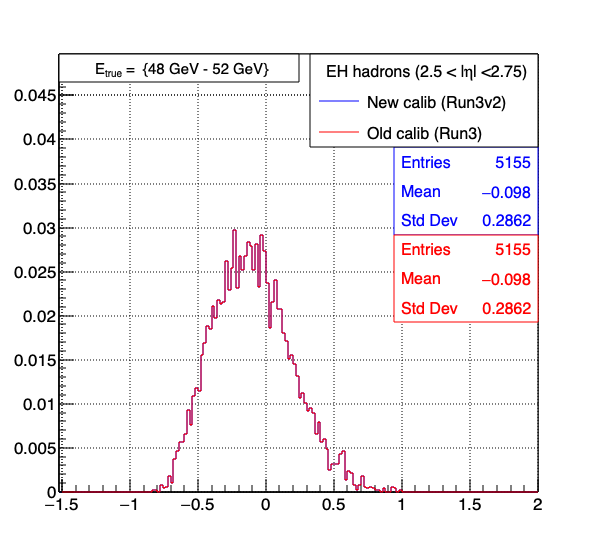 E_true = {48 GeV - 52 GeV}
EH hadrons (2.5 < |η| <2.75)
New calib (Run3v2)
Old calib (Run3)
Entries 5155
Mean −0.098
Std Dev 0.2862
Entries 5155
Mean −0.098
Std Dev 0.2862
0.045
0.04
0.035
0.03
0.025
0.02
0.015
0.01
0.005
0
−1.5 −1 −0.5 0 0.5 1 1.5 2